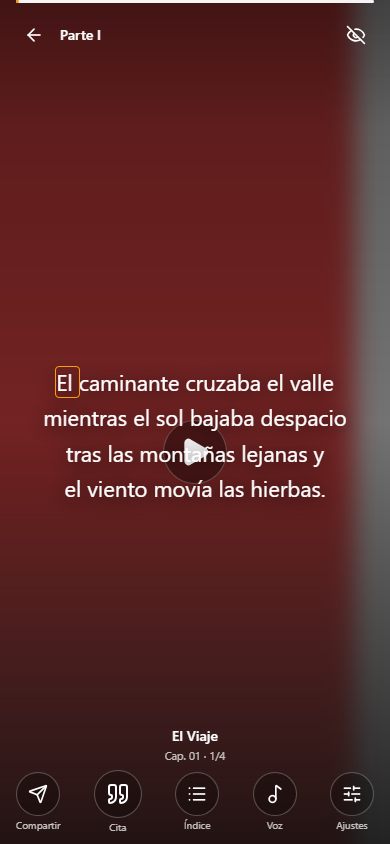 Parte I
El caminante cruzaba el valle
mientras el sol bajaba despacio
tras las montañas lejanas y
el viento movía las hierbas.
El Viaje
Cap. 01 · 1/4
Compartir
Cita
Índice
Voz
Ajustes